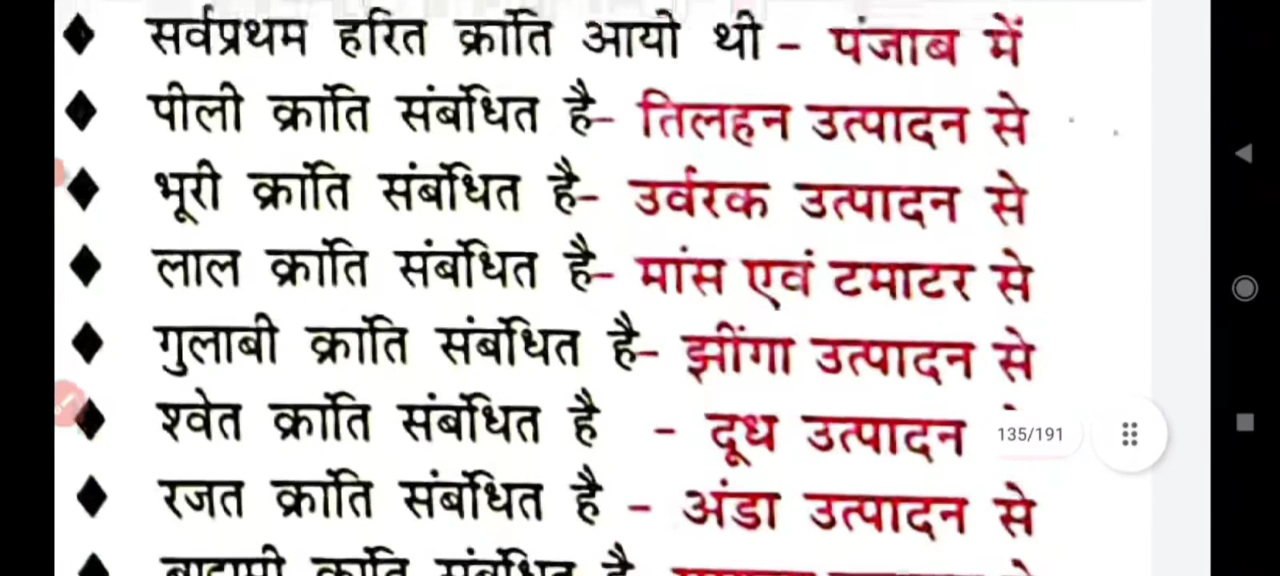 सर्वप्रथम हरित क्रांति आयी थी - पंजाब में
पीली क्रांति संबंधित है- तिलहन उत्पादन से
भूरी क्रांति संबंधित है- उर्वरक उत्पादन से
लाल क्रांति संबंधित है- मांस एवं टमाटर से
गुलाबी क्रांति संबंधित है- झींगा उत्पादन से
श्वेत क्रांति संबंधित है - दूध उत्पादन
135/191
रजत क्रांति संबंधित है - अंडा उत्पादन से
बादामी क्रांति संबंधित है